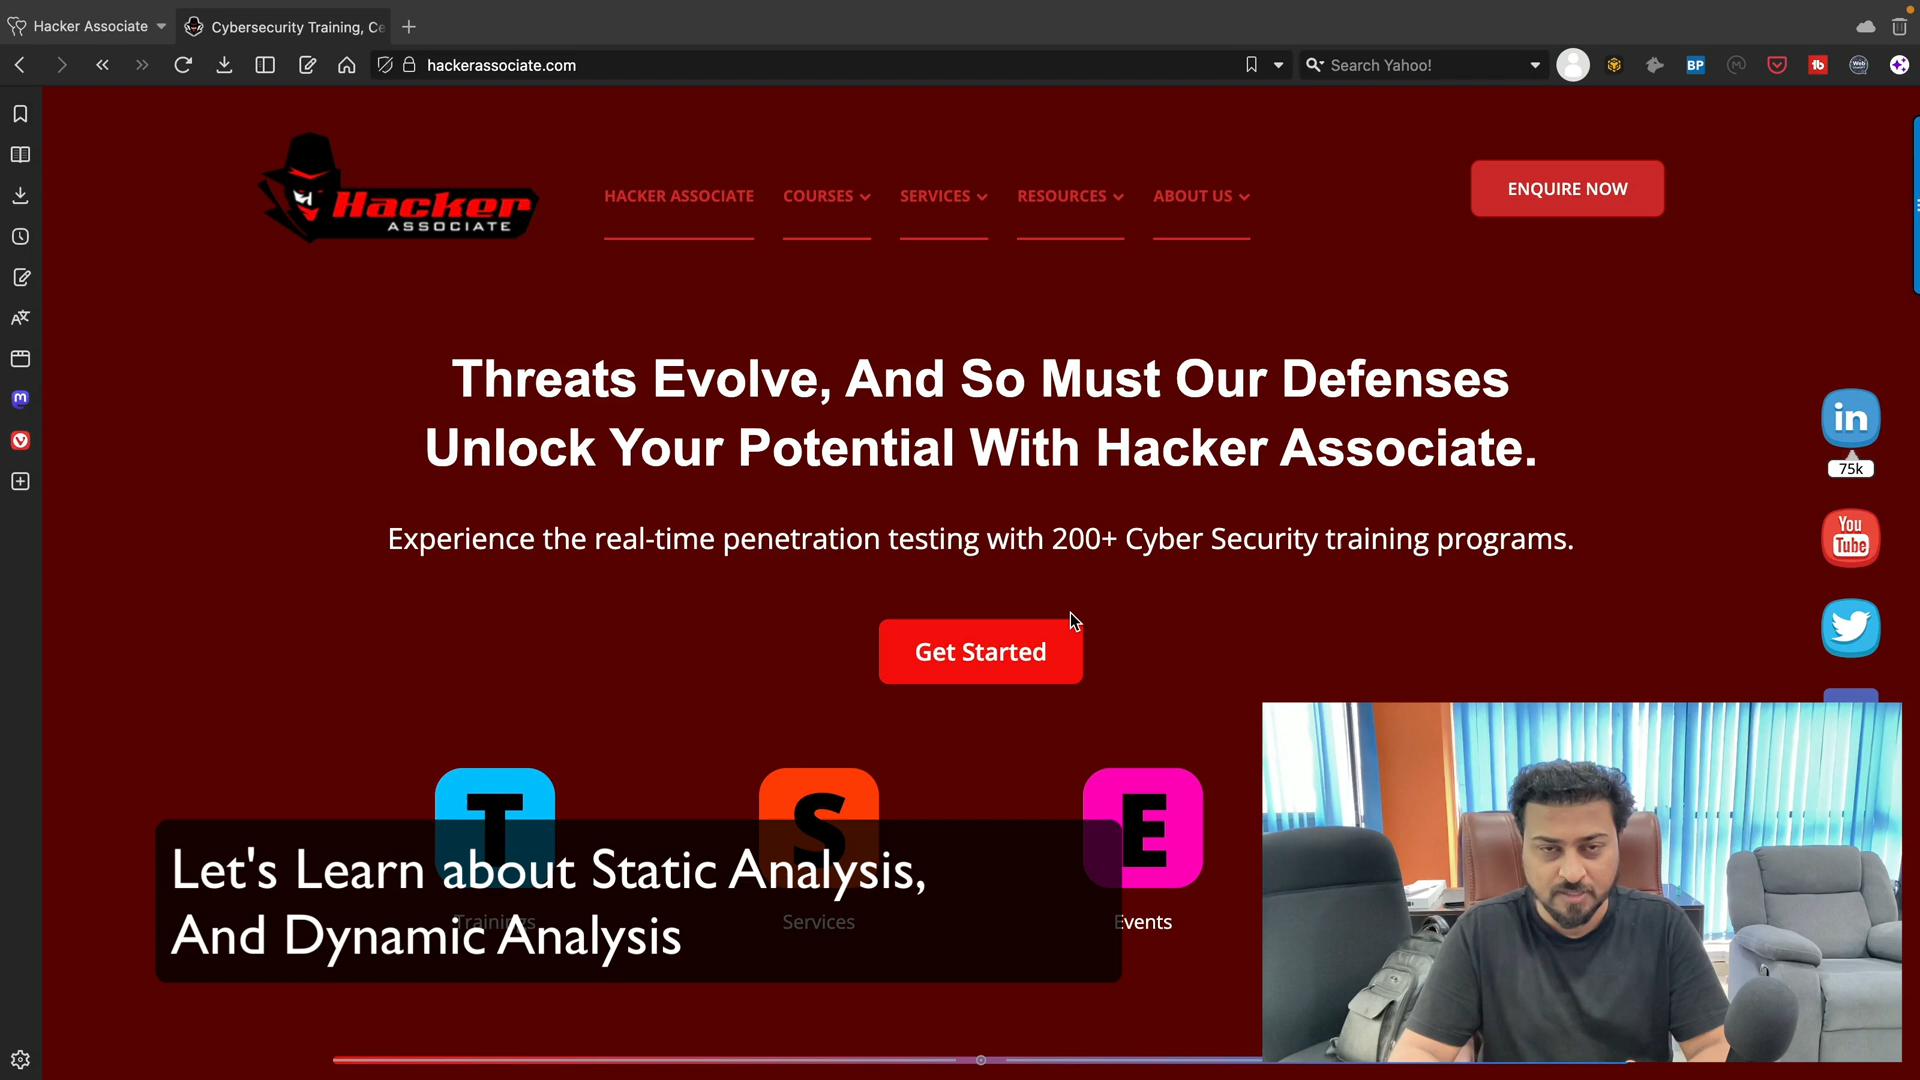 Hacker Associate
Cybersecurity Training, Ce
hackerassociate.com
Search Yahoo!
BP
1b
Hacker
ASSOCIATE
HACKER ASSOCIATE
COURSES
SERVICES
RESOURCES
ABOUT US
ENQUIRE NOW
Threats Evolve, And So Must Our Defenses
Unlock Your Potential With Hacker Associate.
Experience the real-time penetration testing with 200+ Cyber Security training programs.
Get Started
in
75k
You
Tube
T
S
E
Trainings
Services
Events
Let's Learn about Static Analysis,
And Dynamic Analysis